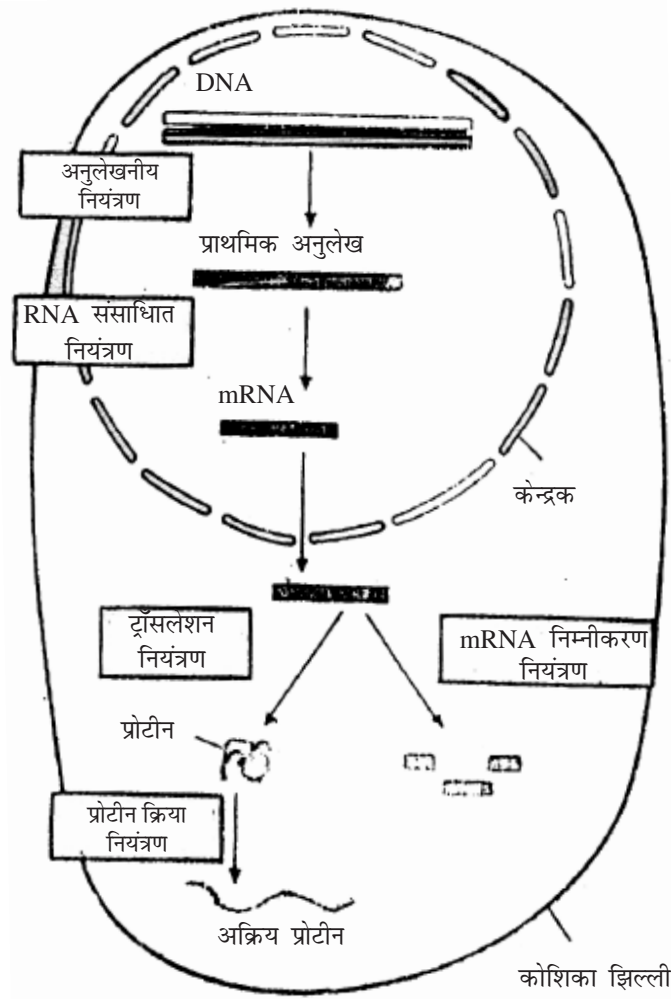 DNA
अनुलेखनीय
नियंत्रण
प्राथमिक अनुलेख
RNA संसाधिात
नियंत्रण
mRNA
केन्द्रक
ट्राँसलेशन
नियंत्रण
mRNA निम्नीकरण
नियंत्रण
प्रोटीन
प्रोटीन क्रिया
नियंत्रण
अक्रिय प्रोटीन
कोशिका झिल्ली